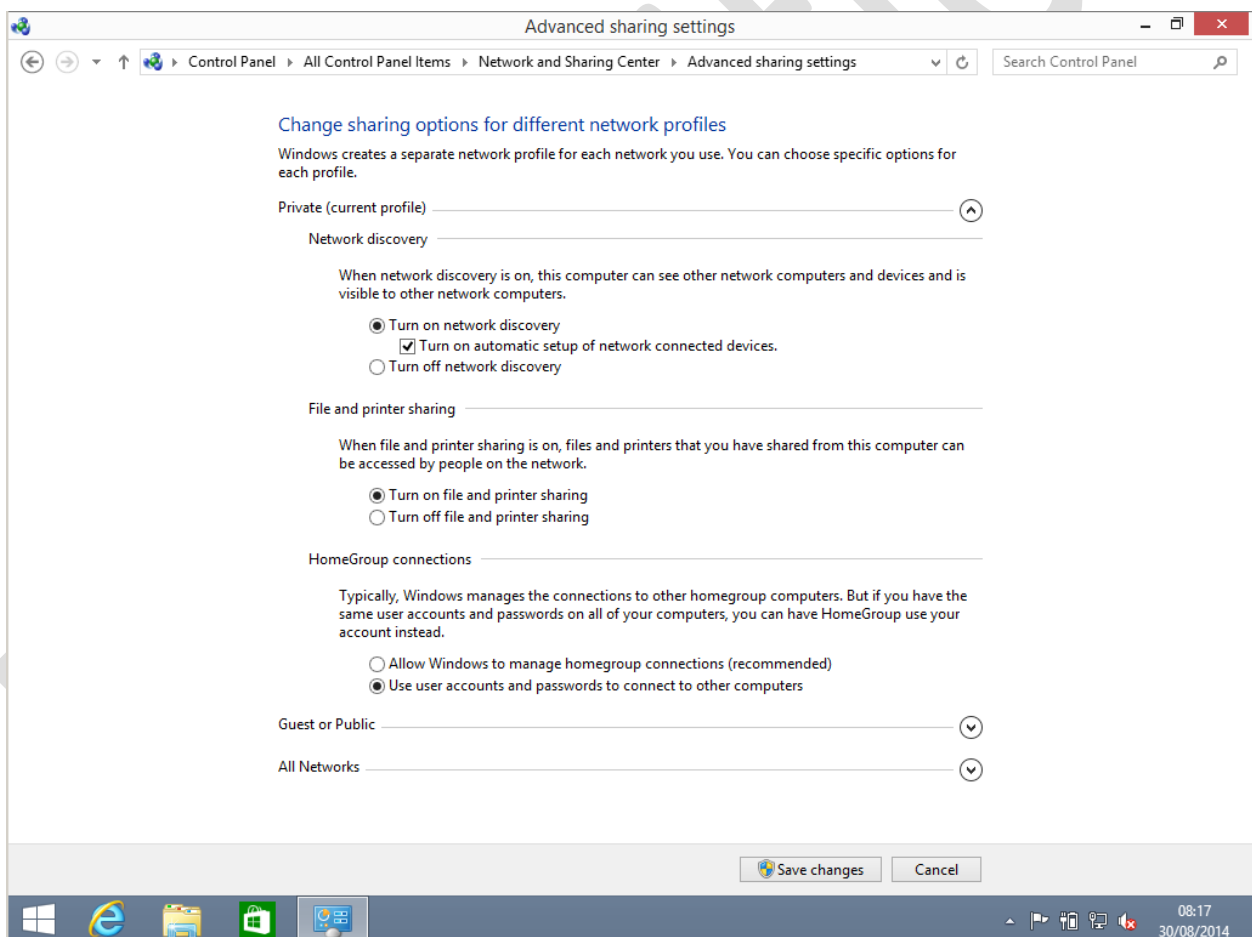 Advanced sharing settings
Control Panel All Control Panel Items Network and Sharing Center Advanced sharing settings
Search Control Panel
Change sharing options for different network profiles
Windows creates a separate network profile for each network you use. You can choose specific options for
each profile.
Private (current profile)
Network discovery
When network discovery is on, this computer can see other network computers and devices and is
visible to other network computers.
Turn on network discovery
Turn on automatic setup of network connected devices.
Turn off network discovery
File and printer sharing
When file and printer sharing is on, files and printers that you have shared from this computer can
be accessed by people on the network.
Turn on file and printer sharing
Turn off file and printer sharing
HomeGroup connections
Typically, Windows manages the connections to other homegroup computers. But if you have the
same user accounts and passwords on all of your computers, you can have HomeGroup use your
account instead.
Allow Windows to manage homegroup connections (recommended)
Use user accounts and passwords to connect to other computers
Guest or Public
All Networks
Save changes
Cancel
08:17
30/08/2014